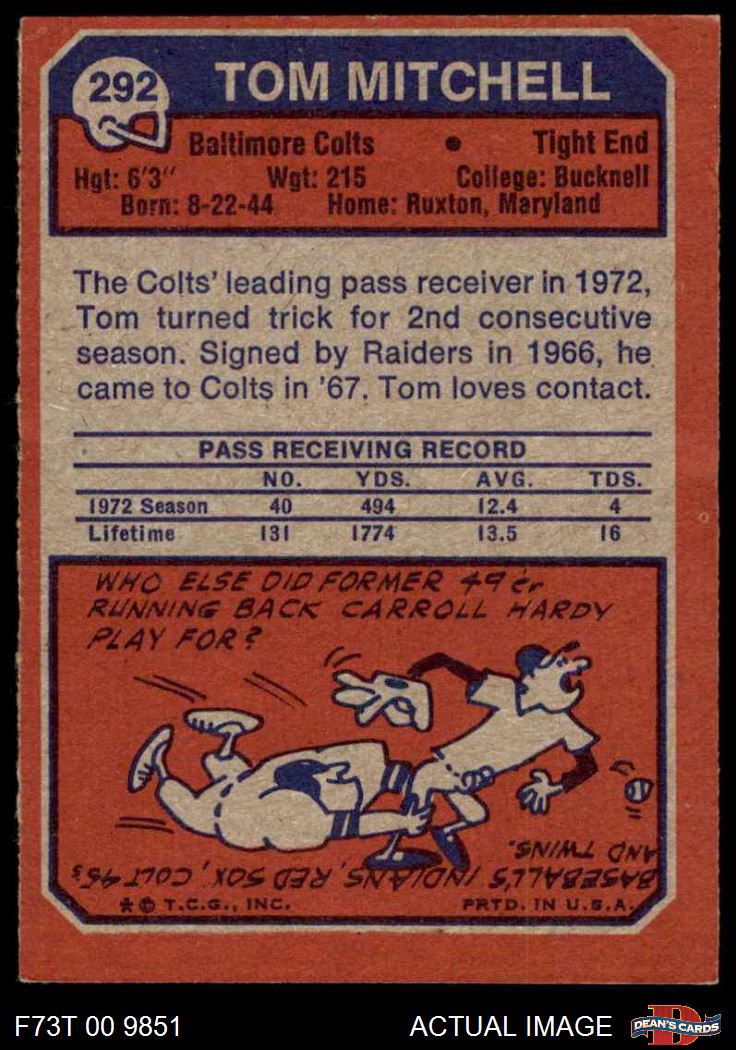 292 TOM MITCHELL
Baltimore Colts • Tight End
Hgt: 6'3" Wgt: 215 College: Bucknell
Born: 8-22-44 Home: Ruxton, Maryland
The Colts' leading pass receiver in 1972,
Tom turned trick for 2nd consecutive
season. Signed by Raiders in 1966, he
came to Colts in '67. Tom loves contact.
PASS RECEIVING RECORD
NO. YDS. AVG. TDS.
1972 Season 40 494 12.4 4
Lifetime 131 1774 13.5 16
WHO ELSE DID FORMER 49er
RUNNING BACK CARROLL HARDY
PLAY FOR?
BASEBALL'S INDIANS, RED SOX, COLT 45s
AND TWINS.
* © T.C.G., INC. PRTD. IN U.S.A.
F73T 00 9851 ACTUAL IMAGE D DEAN'S CARDS